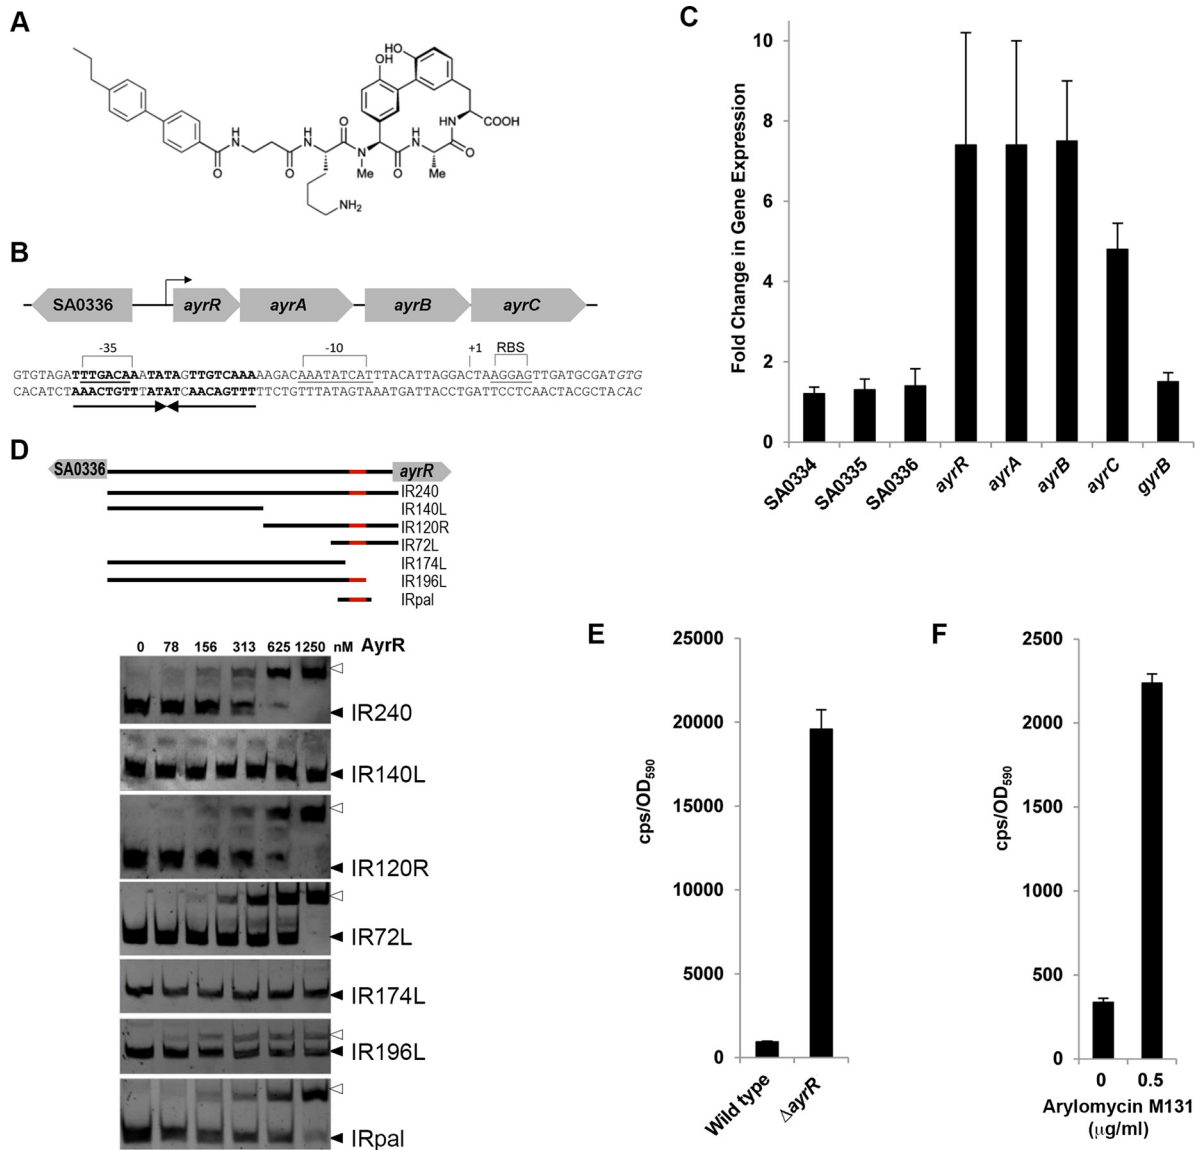 A
OH
HO
H
N
O
O
H
N
NH₂
O
N
Me
O
H
N
Me
O
HN
COOH
B
SA0336 ayrR ayrA ayrB ayrC
-35 -10 +1 RBS
GTGTAGATTTGACAAATATAGTTGTCAAAAAGACAAATATCATTTACATTAGGACTAAGGAGTTGATGCGATGTG
CACATCTAAACTGTTTATATCAACAGTTTTTCTGTTTATAGTAAATGATTACCTGATTCCTCAACTACGCTACAC
C
Fold Change in Gene Expression
10
8
6
4
2
0
SA0334 SA0335 SA0336 ayrR ayrA ayrB ayrC gyrB
D
SA0336 ayrR
IR240
IR140L
IR120R
IR72L
IR174L
IR196L
IRpal
0 78 156 313 625 1250 nM AyrR
IR240
IR140L
IR120R
IR72L
IR174L
IR196L
IRpal
E
cps/OD₅₉₀
25000
20000
15000
10000
5000
0
Wild type ΔayrR
F
cps/OD₅₉₀
2500
2000
1500
1000
500
0
0 0.5
Arylomycin M131
(μg/ml)